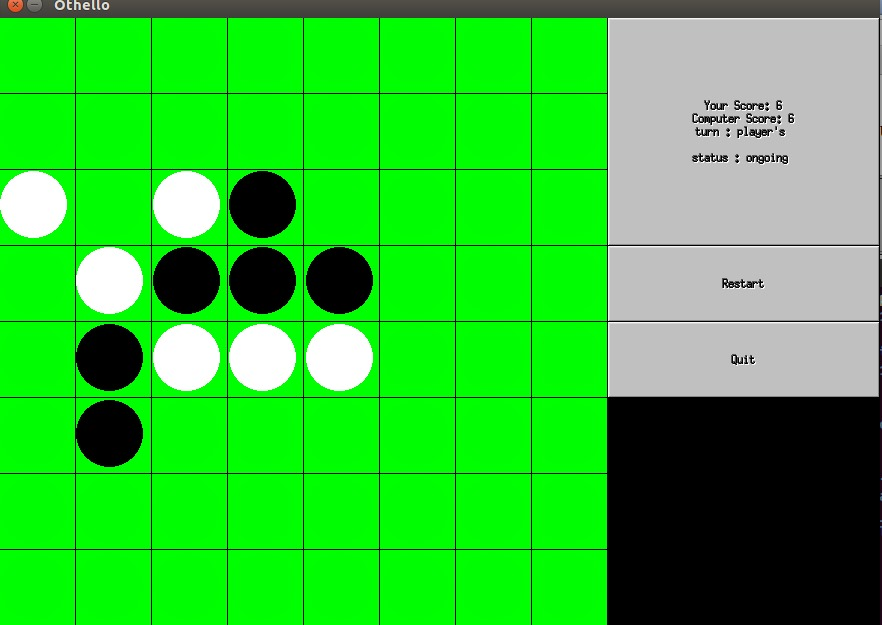 Othello
Your Score: 6
Computer Score: 6
turn : player's
status : ongoing
Restart
Quit